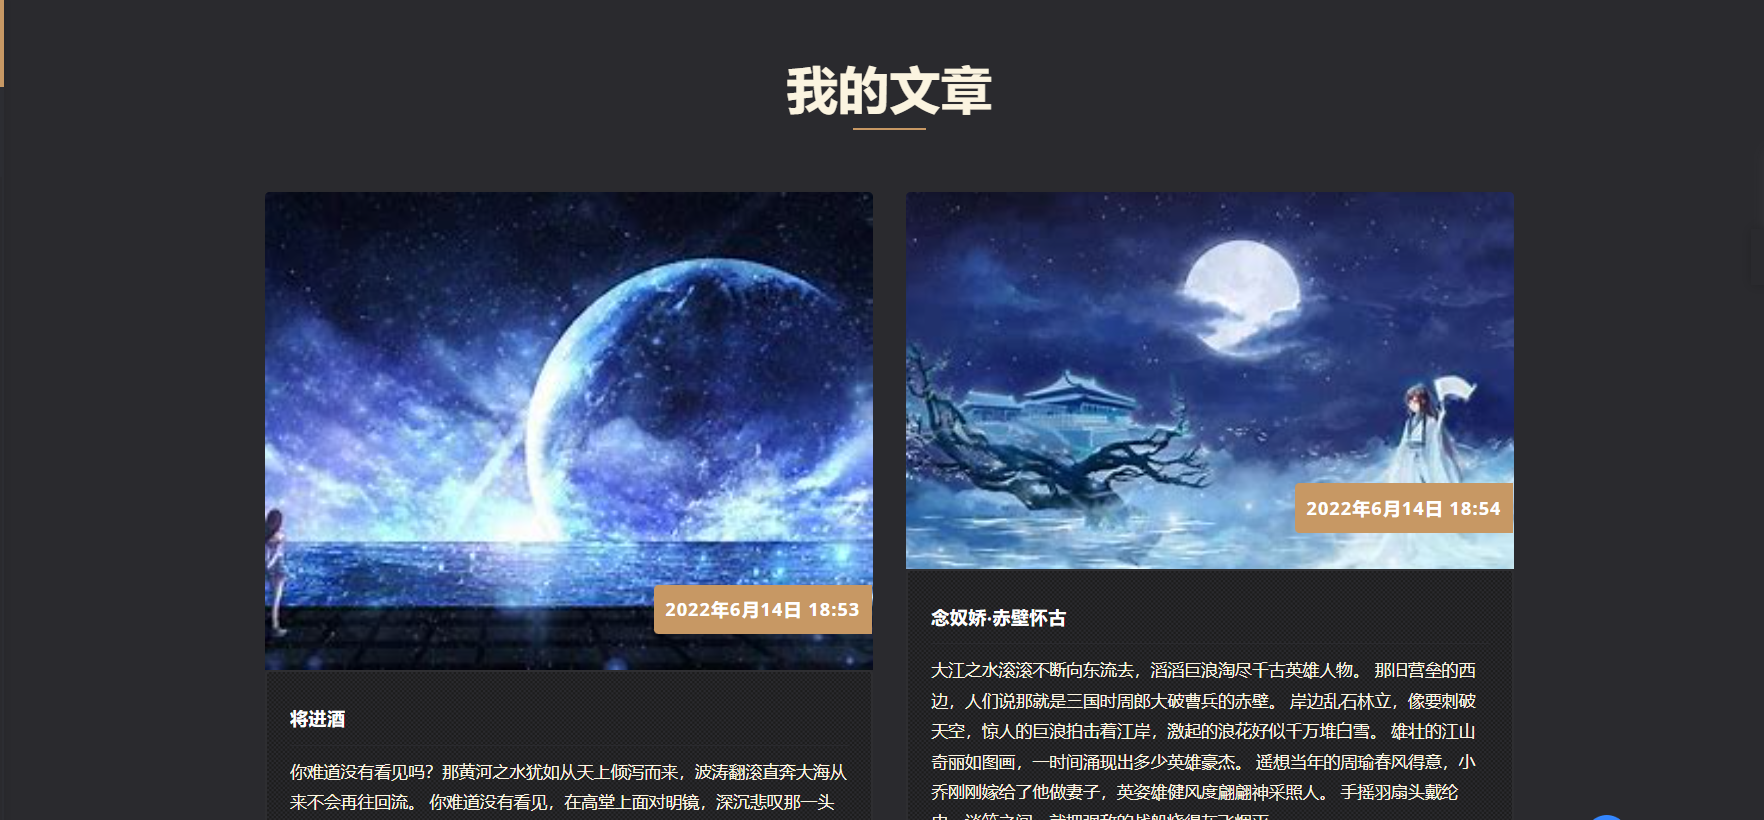 我的文章
2022年6月14日 18:53
将进酒
你难道没有看见吗？那黄河之水犹如从天上倾泻而来，波涛翻滚直奔大海从
来不会再往回流。 你难道没有看见，在高堂上面对明镜，深沉悲叹那一头
2022年6月14日 18:54
念奴娇·赤壁怀古
大江之水滚滚不断向东流去，滔滔巨浪淘尽千古英雄人物。 那旧营垒的西
边，人们说那就是三国时周郎大破曹兵的赤壁。 岸边乱石林立，像要刺破
天空，惊人的巨浪拍击着江岸，激起的浪花好似千万堆白雪。 雄壮的江山
奇丽如图画，一时间涌现出多少英雄豪杰。 遥想当年的周瑜春风得意，小
乔刚刚嫁给了他做妻子，英姿雄健风度翩翩神采照人。 手摇羽扇头戴纶